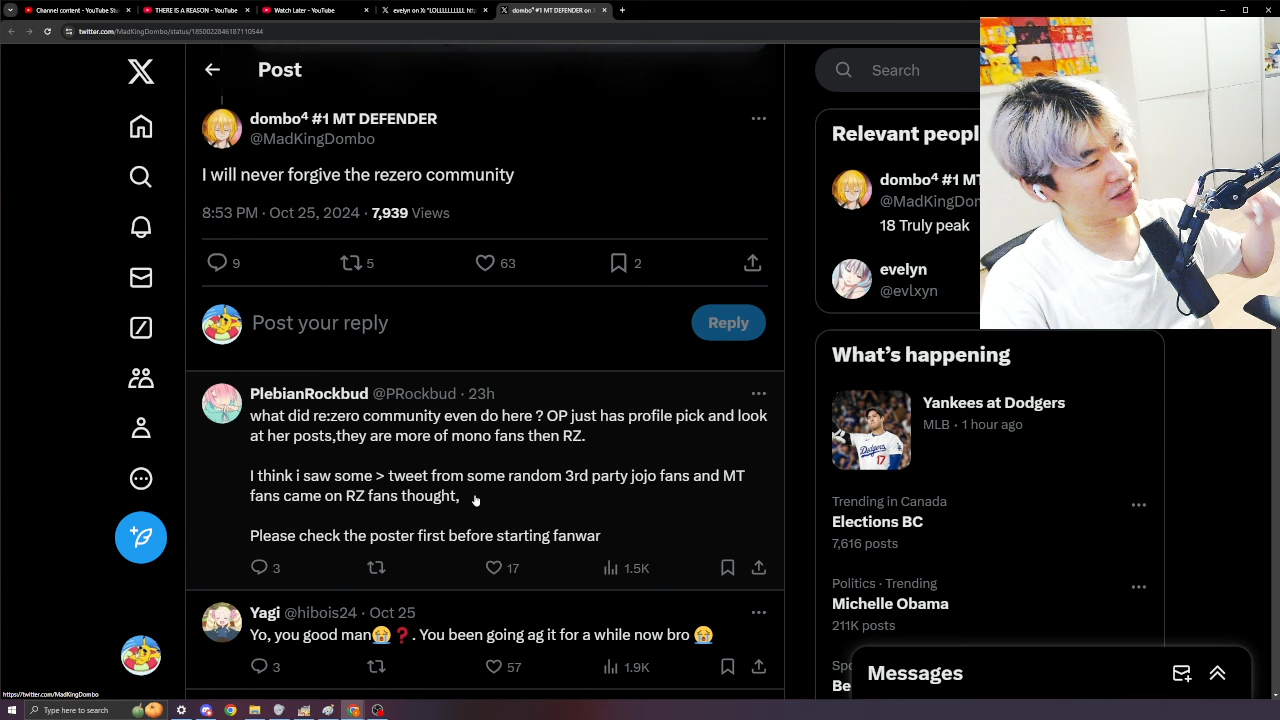 Channel content - YouTube Stu
THERE IS A REASON - YouTube
Watch Later - YouTube
evelyn on X: "LOLLLLLLLLL htt
dombo⁴ #1 MT DEFENDER on X
twitter.com/MadKingDombo/status/1850022846187110544
Post
Search
dombo⁴ #1 MT DEFENDER
@MadKingDombo
I will never forgive the rezero community
8:53 PM · Oct 25, 2024 · 7,939 Views
9
5
63
2
Post your reply
Reply
PlebianRockbud @PRockbud · 23h
what did re:zero community even do here ? OP just has profile pick and look
at her posts,they are more of mono fans then RZ.
I think i saw some > tweet from some random 3rd party jojo fans and MT
fans came on RZ fans thought,
Please check the poster first before starting fanwar
3
17
1.5K
Yagi @hibois24 · Oct 25
Yo, you good man😭❓. You been going ag it for a while now bro 😭
3
57
1.9K
Relevant peopl
dombo⁴ #1 MT
@MadKingDom
18 Truly peak
evelyn
@evlxyn
What's happening
Yankees at Dodgers
MLB · 1 hour ago
Trending in Canada
Elections BC
7,616 posts
Politics · Trending
Michelle Obama
211K posts
Spo
Be
Messages
https://twitter.com/MadKingDombo
Type here to search